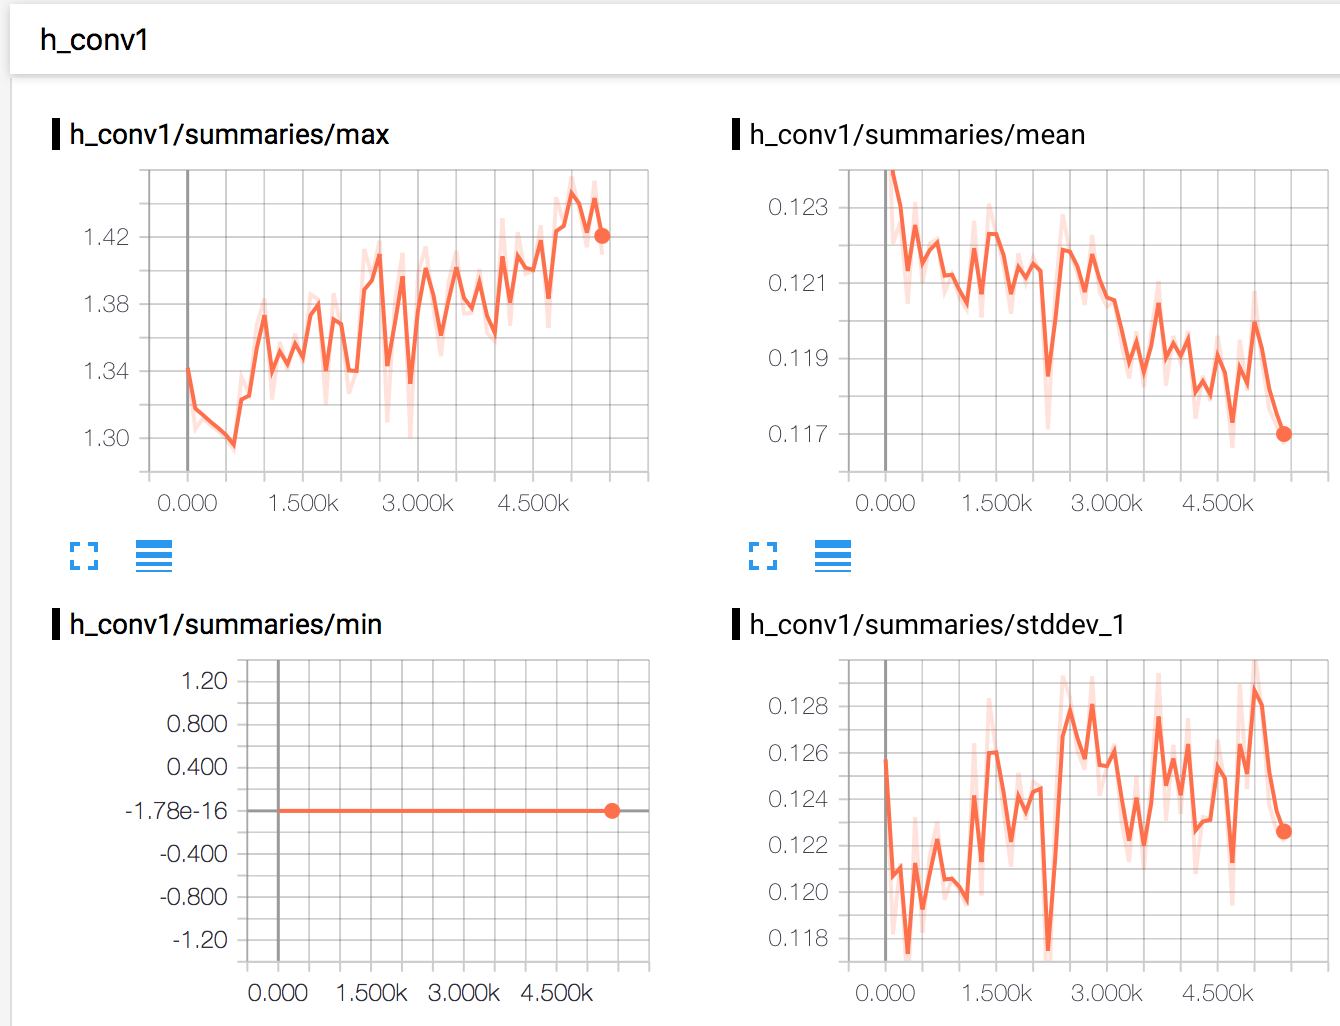 h_conv1
h_conv1/summaries/max
1.42
1.38
1.34
1.30
0.000 1.500k 3.000k 4.500k
h_conv1/summaries/mean
0.123
0.121
0.119
0.117
0.000 1.500k 3.000k 4.500k
h_conv1/summaries/min
1.20
0.800
0.400
-1.78e-16
-0.400
-0.800
-1.20
0.000 1.500k 3.000k 4.500k
h_conv1/summaries/stddev_1
0.128
0.126
0.124
0.122
0.120
0.118
0.000 1.500k 3.000k 4.500k